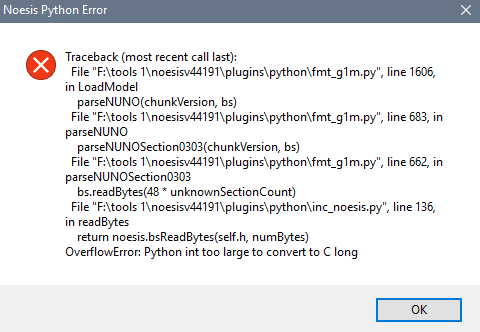 Noesis Python Error
Traceback (most recent call last):
File "F:\tools 1\noesisv44191\plugins\python\fmt_g1m.py", line 1606,
in LoadModel
parseNUNO(chunkVersion, bs)
File "F:\tools 1\noesisv44191\plugins\python\fmt_g1m.py", line 683, in
parseNUNO
parseNUNOSection0303(chunkVersion, bs)
File "F:\tools 1\noesisv44191\plugins\python\fmt_g1m.py", line 662, in
parseNUNOSection0303
bs.readBytes(48 * unknownSectionCount)
File "F:\tools 1\noesisv44191\plugins\python\inc_noesis.py", line 136,
in readBytes
return noesis.bsReadBytes(self.h, numBytes)
OverflowError: Python int too large to convert to C long
OK